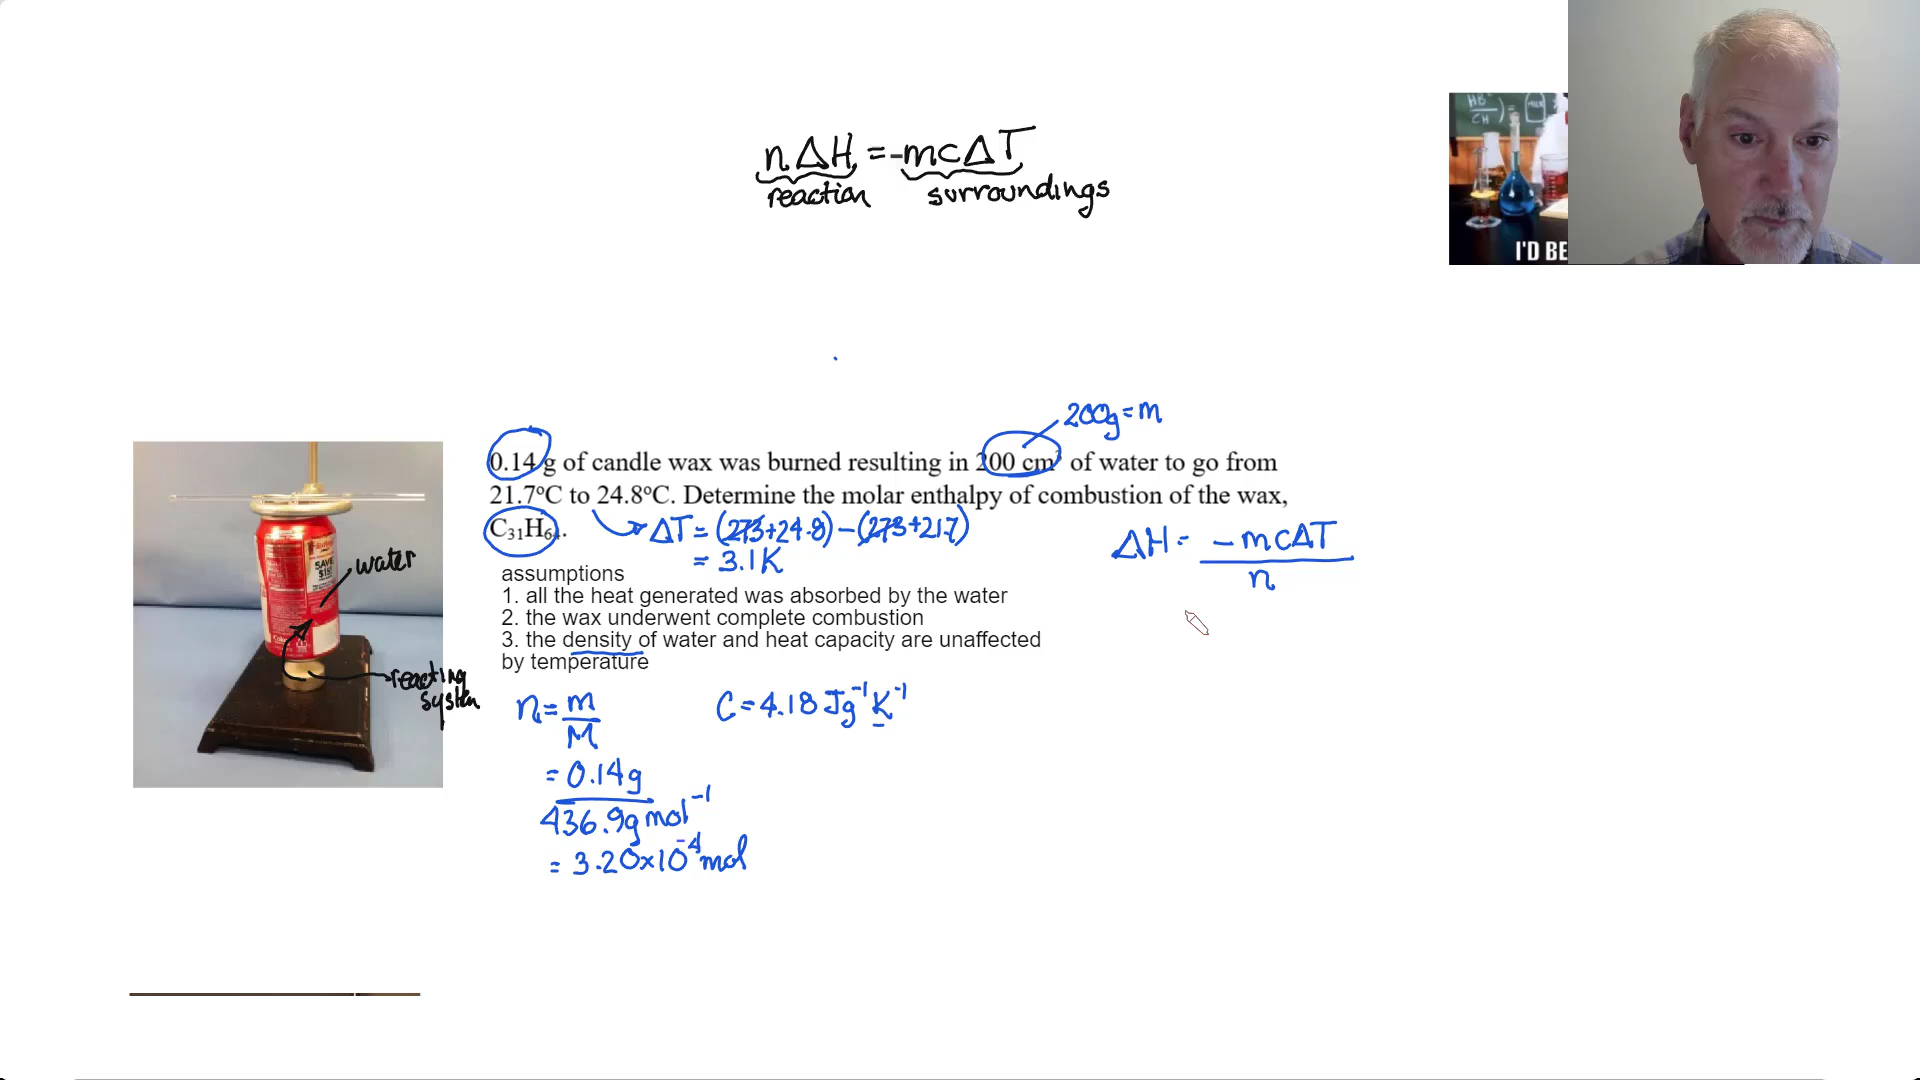 nΔH = -mcΔT
reaction surroundings
I'D BE
200g = m
0.14 g of candle wax was burned resulting in 200 cm³ of water to go from
21.7°C to 24.8°C. Determine the molar enthalpy of combustion of the wax,
C₃₁H₆₄.
ΔT = (273+24.8) – (273+21.7)
= 3.1K
ΔH = -mcΔT
n
assumptions
1. all the heat generated was absorbed by the water
2. the wax underwent complete combustion
3. the density of water and heat capacity are unaffected
by temperature
water
reacting
system
n = m
M
= 0.14g
436.9g mol⁻¹
= 3.20x10⁻⁴ mol
C = 4.18 Jg⁻¹K⁻¹